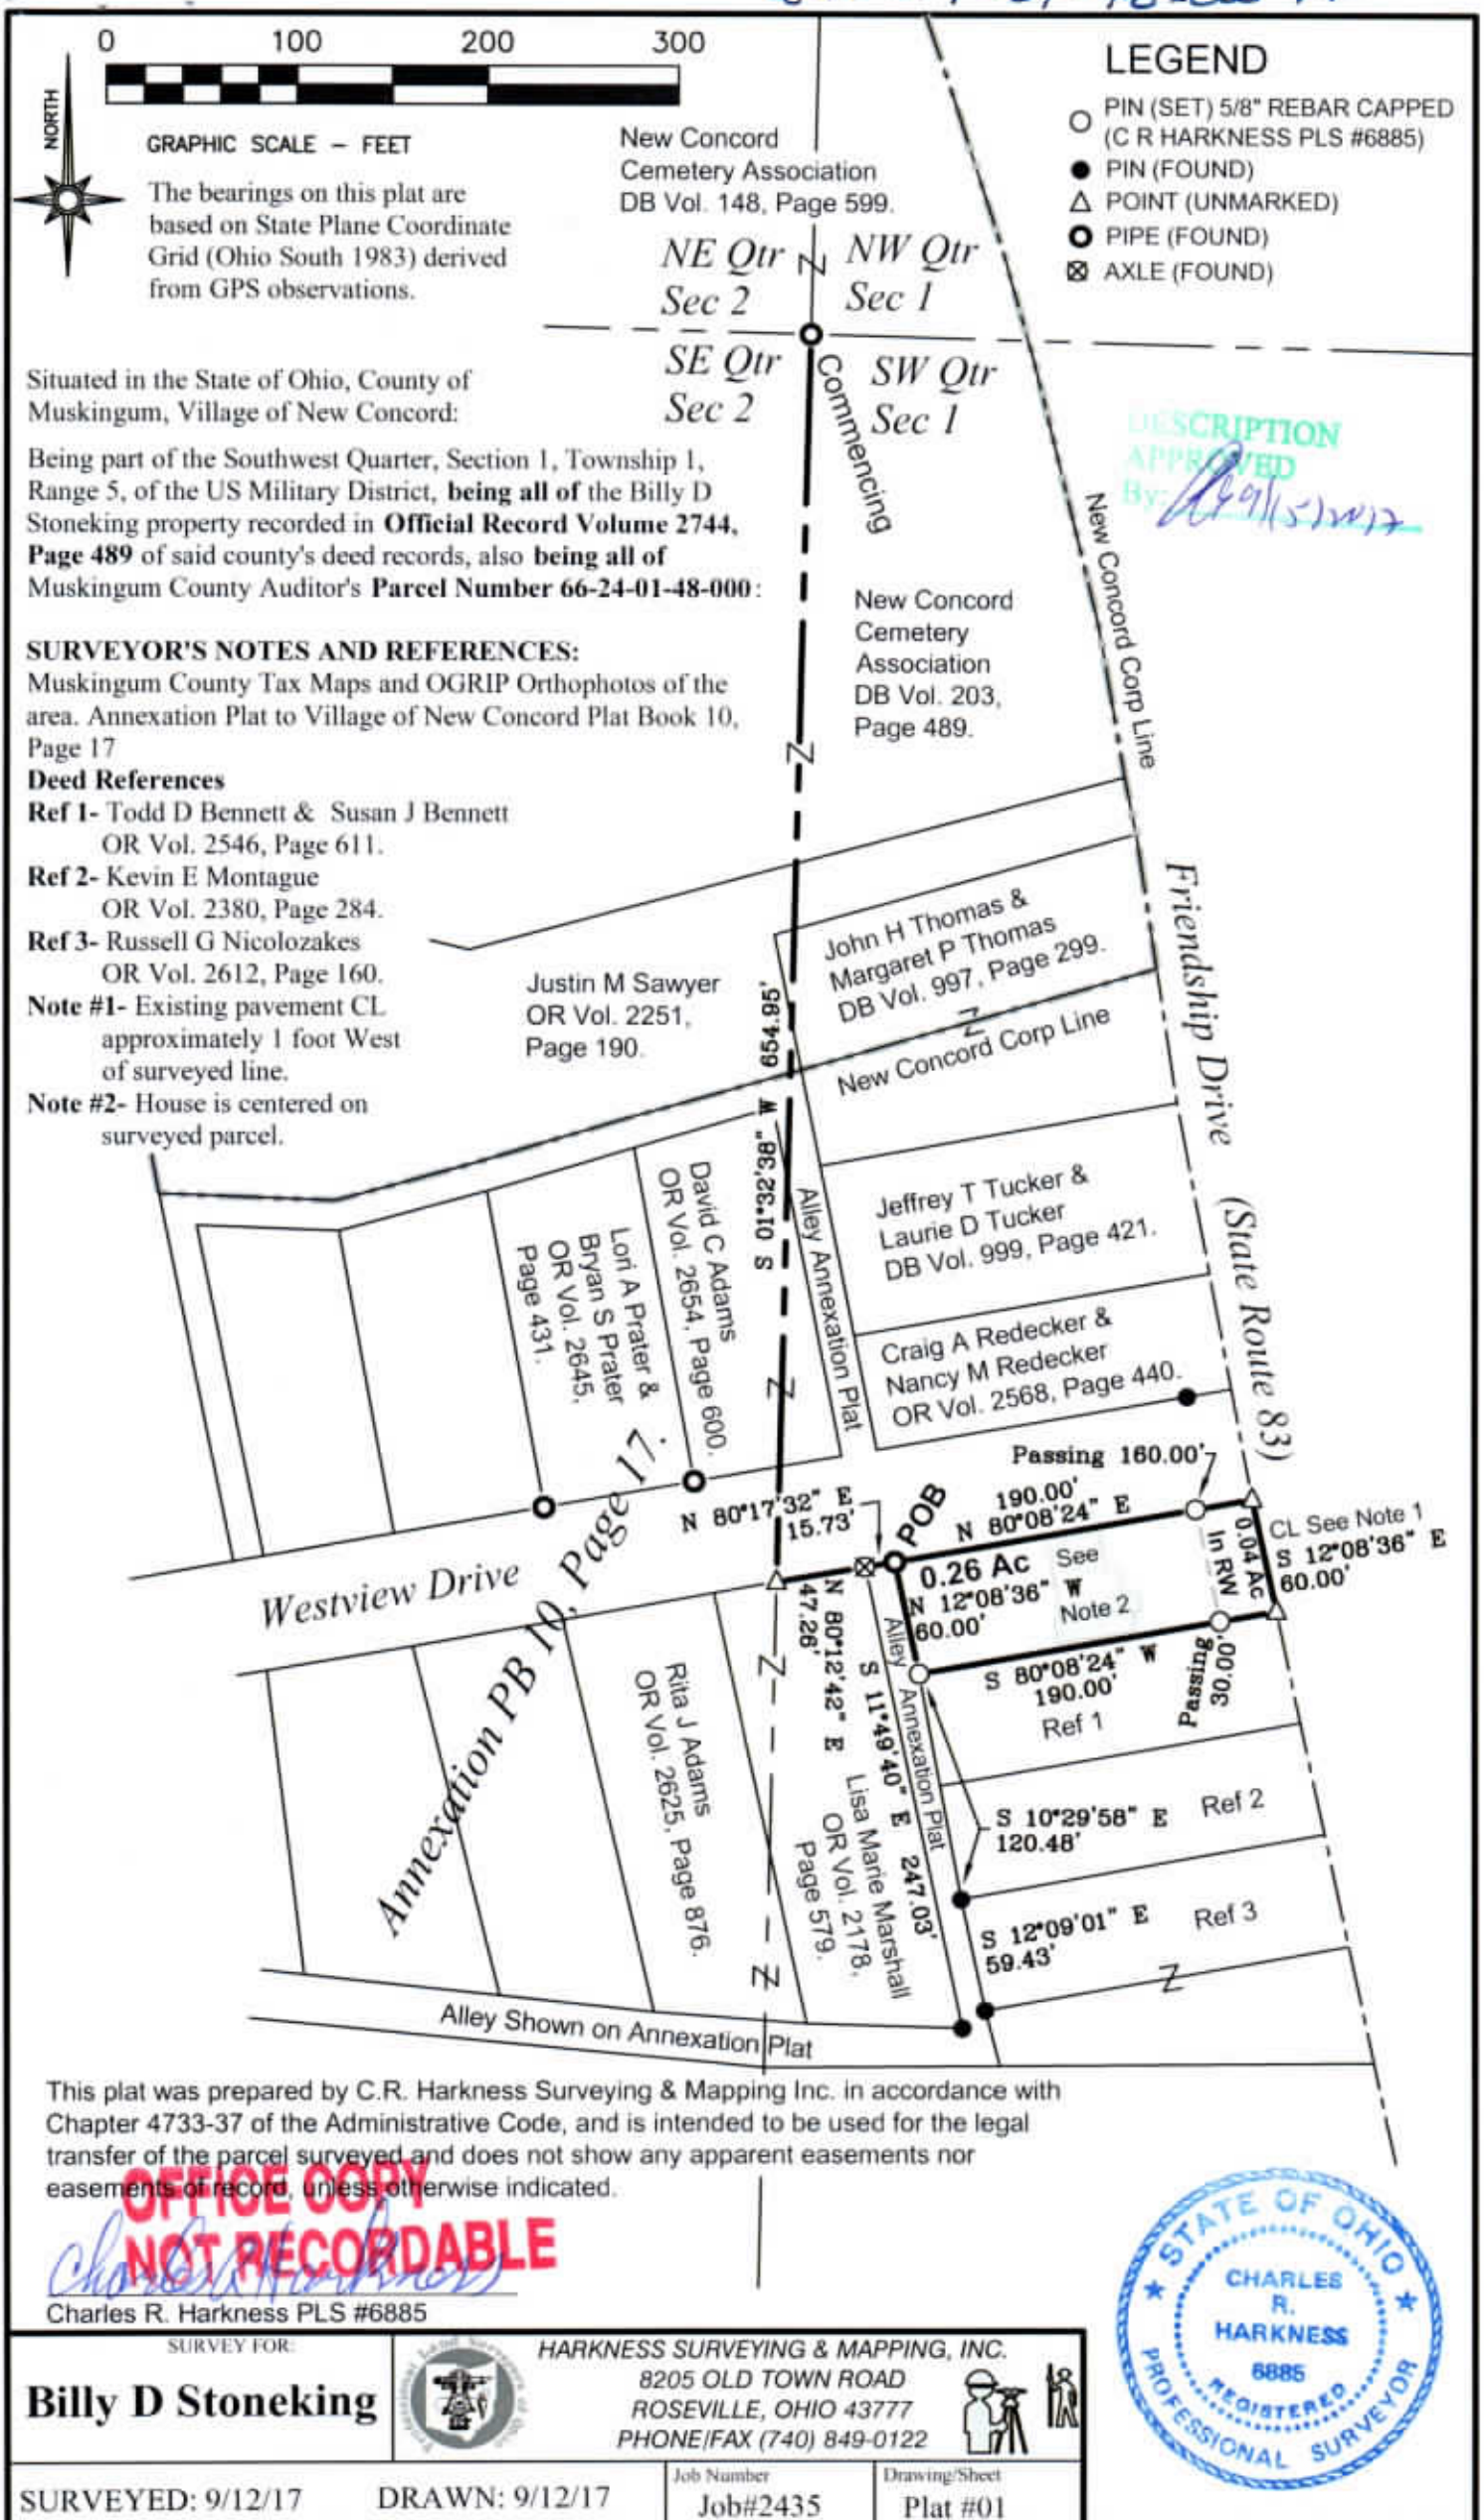 0 100 200 300
NORTH
GRAPHIC SCALE – FEET
The bearings on this plat are
based on State Plane Coordinate
Grid (Ohio South 1983) derived
from GPS observations.
New Concord
Cemetery Association
DB Vol. 148, Page 599.
LEGEND
PIN (SET) 5/8" REBAR CAPPED
(C R HARKNESS PLS #6885)
PIN (FOUND)
POINT (UNMARKED)
PIPE (FOUND)
AXLE (FOUND)
NE Qtr
Sec 2
NW Qtr
Sec 1
SE Qtr
Sec 2
SW Qtr
Sec 1
Commencing
DESCRIPTION
APPROVED
By:
Situated in the State of Ohio, County of
Muskingum, Village of New Concord:
Being part of the Southwest Quarter, Section 1, Township 1,
Range 5, of the US Military District, being all of the Billy D
Stoneking property recorded in Official Record Volume 2744,
Page 489 of said county's deed records, also being all of
Muskingum County Auditor's Parcel Number 66-24-01-48-000:
SURVEYOR'S NOTES AND REFERENCES:
Muskingum County Tax Maps and OGRIP Orthophotos of the
area. Annexation Plat to Village of New Concord Plat Book 10,
Page 17
Deed References
Ref 1- Todd D Bennett & Susan J Bennett
OR Vol. 2546, Page 611.
Ref 2- Kevin E Montague
OR Vol. 2380, Page 284.
Ref 3- Russell G Nicolozakes
OR Vol. 2612, Page 160.
Note #1- Existing pavement CL
approximately 1 foot West
of surveyed line.
Note #2- House is centered on
surveyed parcel.
New Concord
Cemetery
Association
DB Vol. 203,
Page 489.
New Concord Corp Line
Friendship Drive (State Route 83)
John H Thomas &
Margaret P Thomas
DB Vol. 997, Page 299.
New Concord Corp Line
Justin M Sawyer
OR Vol. 2251,
Page 190.
S 01°32'38" W 654.95'
Jeffrey T Tucker &
Laurie D Tucker
DB Vol. 999, Page 421.
Craig A Redecker &
Nancy M Redecker
OR Vol. 2568, Page 440.
Alley Annexation Plat
David C Adams
OR Vol. 2654, Page 600.
Lori A Prater &
Bryan S Prater
OR Vol. 2645,
Page 431.
Westview Drive
Annexation PB 10, Page 17.
N 80°17'32" E
15.73'
POB
Passing 160.00'
190.00'
N 80°08'24" E
CL See Note 1
S 12°08'36" E
60.00'
0.04 Ac
In RW
0.26 Ac
See
Note 2
N 12°08'36" W
60.00'
S 80°08'24" W
190.00'
Passing
30.00'
Ref 1
N 80°12'42" E
47.26'
Alley Annexation Plat
S 11°49'40" E 247.03'
Rita J Adams
OR Vol. 2625, Page 876.
Lisa Marie Marshall
OR Vol. 2178,
Page 579.
S 10°29'58" E
120.48'
Ref 2
S 12°09'01" E
59.43'
Ref 3
Alley Shown on Annexation Plat
This plat was prepared by C.R. Harkness Surveying & Mapping Inc. in accordance with
Chapter 4733-37 of the Administrative Code, and is intended to be used for the legal
transfer of the parcel surveyed and does not show any apparent easements nor
easements of record, unless otherwise indicated.
OFFICE COPY
NOT RECORDABLE
Charles R Harkness
Charles R. Harkness PLS #6885
STATE OF OHIO
CHARLES
R.
HARKNESS
6885
REGISTERED
PROFESSIONAL SURVEYOR
SURVEY FOR:
Billy D Stoneking
HARKNESS SURVEYING & MAPPING, INC.
8205 OLD TOWN ROAD
ROSEVILLE, OHIO 43777
PHONE/FAX (740) 849-0122
SURVEYED: 9/12/17 DRAWN: 9/12/17
Job Number
Job#2435
Drawing/Sheet
Plat #01